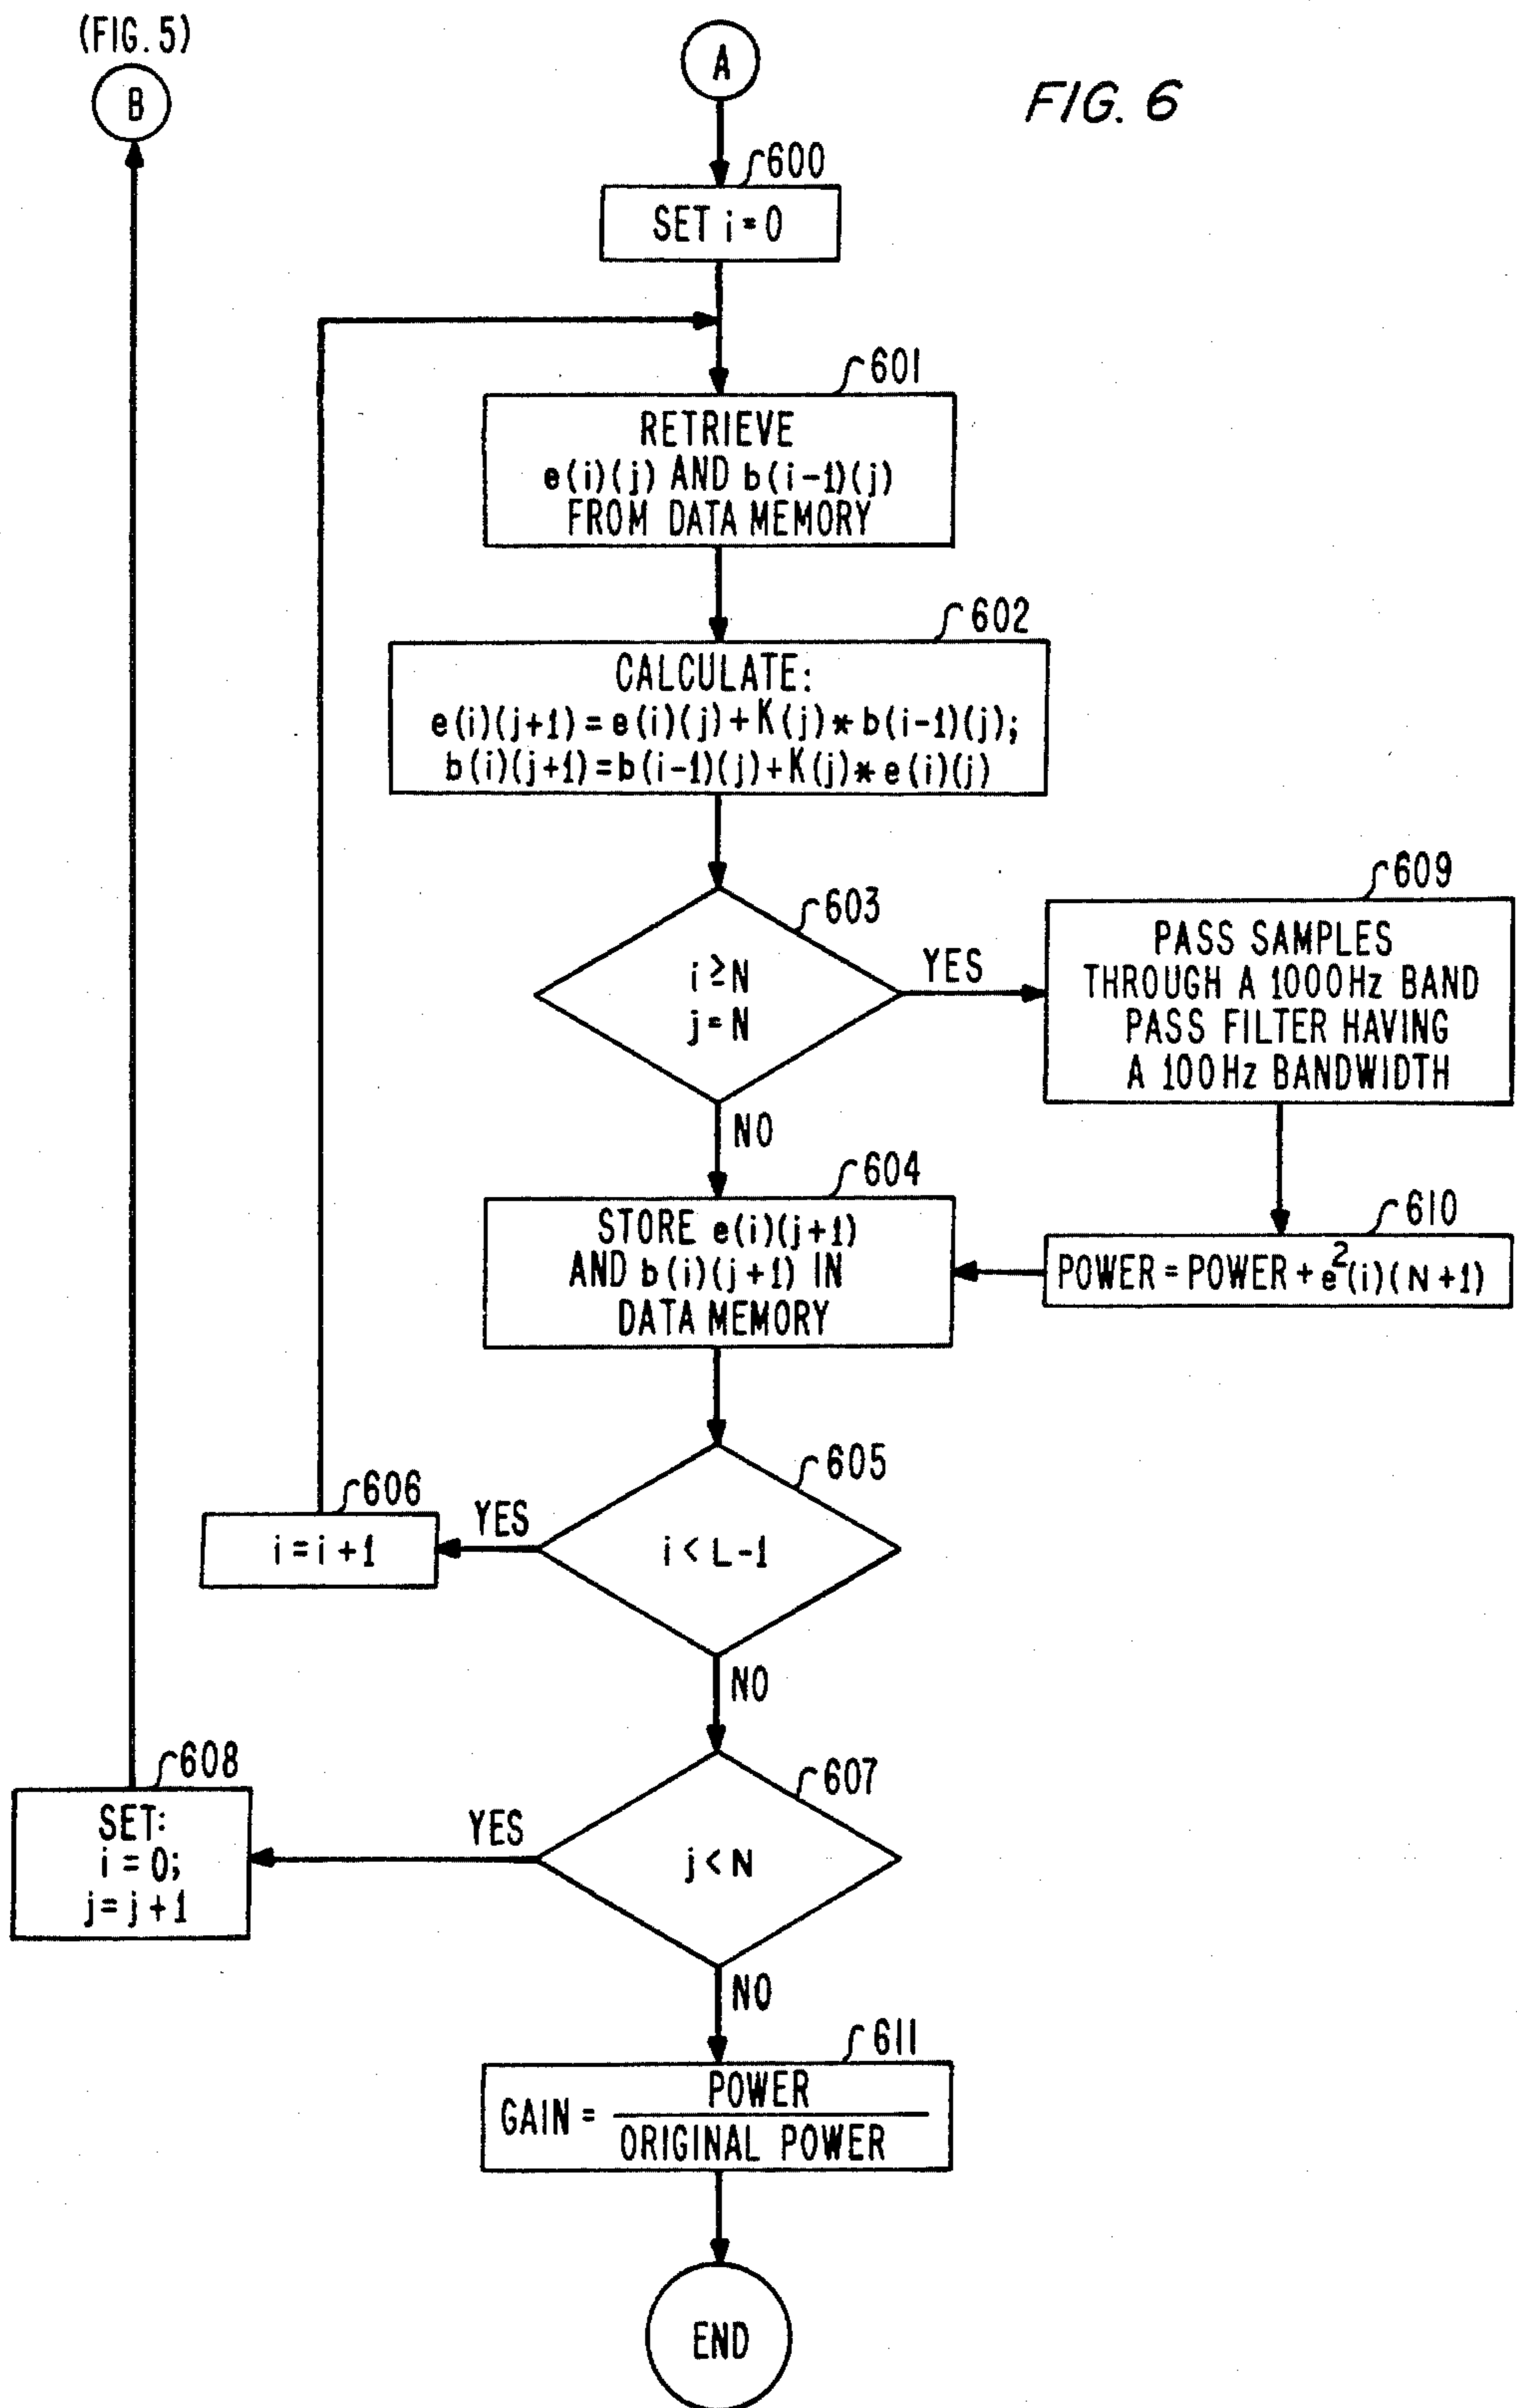 (FIG. 5)
B
A
FIG. 6
600
SET i=0
601
RETRIEVE
e(i)(j) AND b(i-1)(j)
FROM DATA MEMORY
602
CALCULATE:
e(i)(j+1)=e(i)(j)+K(j)*b(i-1)(j);
b(i)(j+1)=b(i-1)(j)+K(j)*e(i)(j)
603
i≥N
j=N
YES
NO
609
PASS SAMPLES
THROUGH A 1000Hz BAND
PASS FILTER HAVING
A 100Hz BANDWIDTH
604
STORE e(i)(j+1)
AND b(i)(j+1) IN
DATA MEMORY
610
POWER=POWER+e²(i)(N+1)
605
i<L-1
YES
NO
606
i=i+1
607
j<N
YES
NO
608
SET:
i=0;
j=j+1
611
GAIN = POWER
ORIGINAL POWER
END